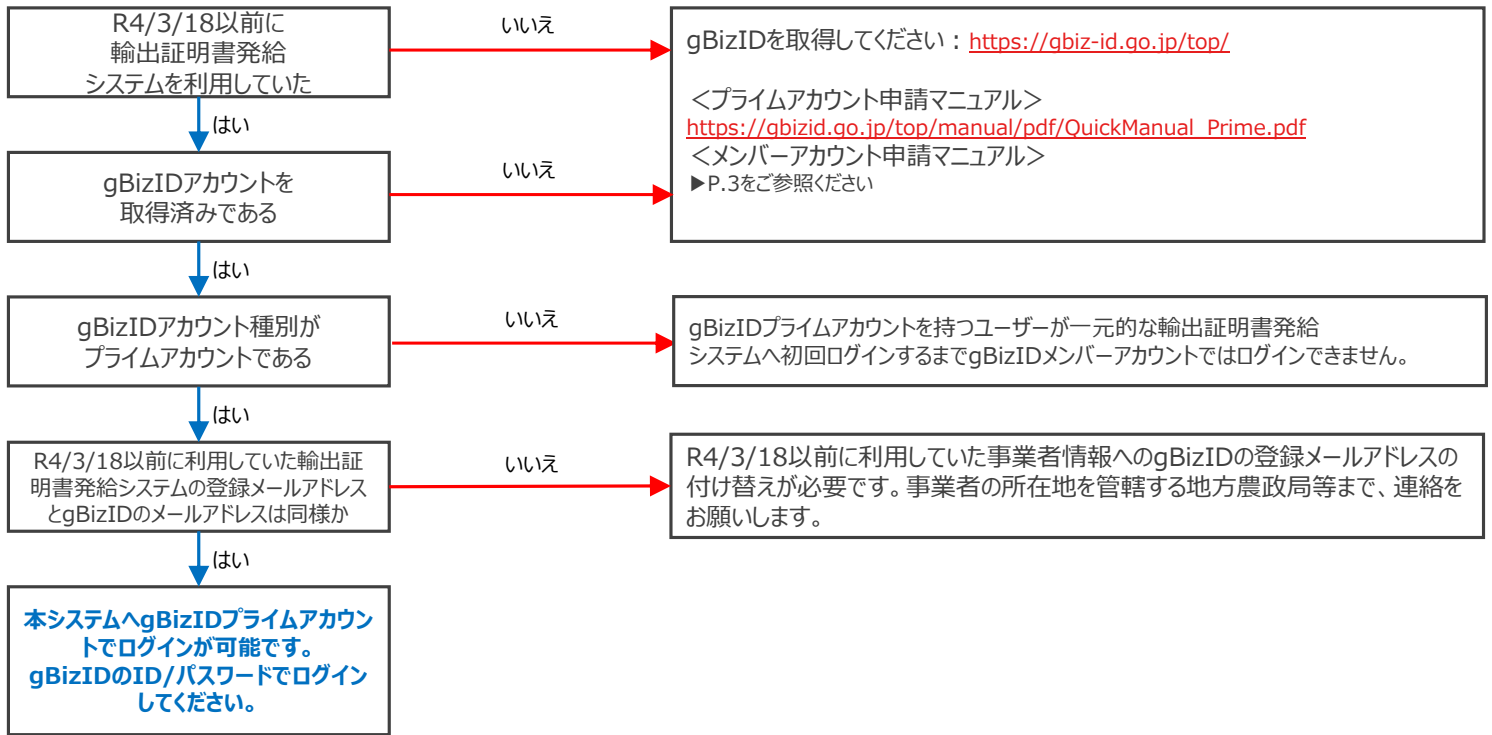 R4/3/18以前に
輸出証明書発給
システムを利用していた
いいえ
gBizIDを取得してください：https://gbiz-id.go.jp/top/
＜プライムアカウント申請マニュアル＞
https://gbizid.go.jp/top/manual/pdf/QuickManual_Prime.pdf
＜メンバーアカウント申請マニュアル＞
▶P.3をご参照ください
はい
gBizIDアカウントを
取得済みである
いいえ
はい
gBizIDアカウント種別が
プライムアカウントである
いいえ
gBizIDプライムアカウントを持つユーザーが一元的な輸出証明書発給
システムへ初回ログインするまでgBizIDメンバーアカウントではログインできません。
はい
R4/3/18以前に利用していた輸出証
明書発給システムの登録メールアドレス
とgBizIDのメールアドレスは同様か
いいえ
R4/3/18以前に利用していた事業者情報へのgBizIDの登録メールアドレスの
付け替えが必要です。事業者の所在地を管轄する地方農政局等まで、連絡を
お願いします。
はい
本システムへgBizIDプライムアカウン
トでログインが可能です。
gBizIDのID/パスワードでログイン
してください。